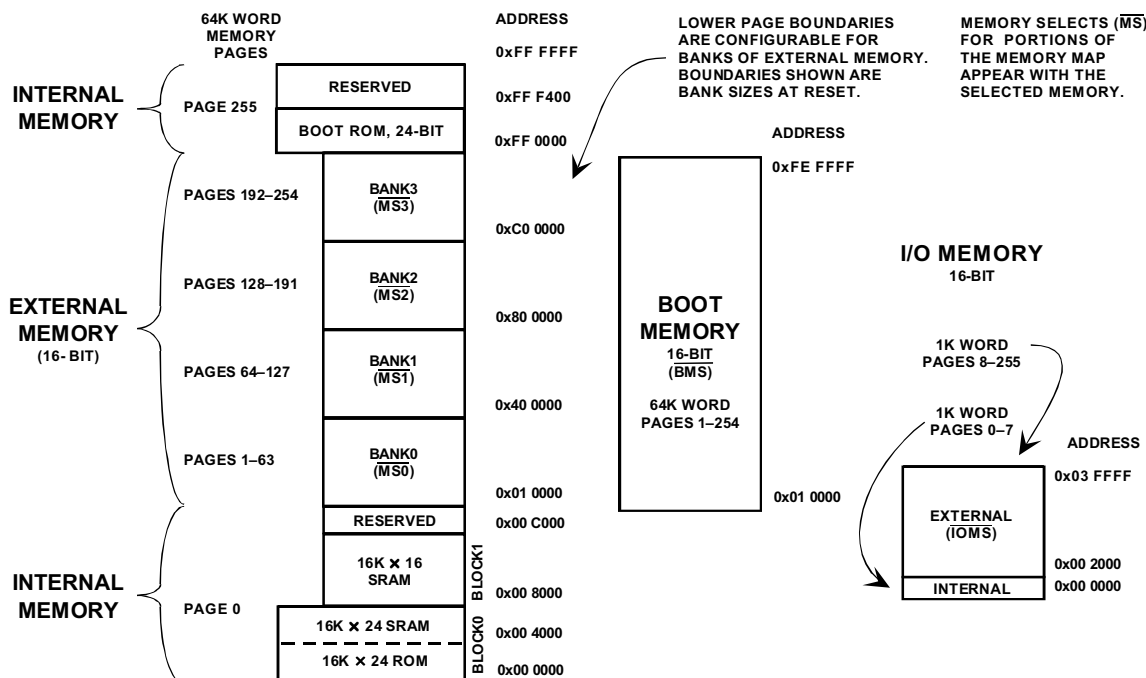 64K WORD
MEMORY
PAGES
ADDRESS
0xFF FFFF
INTERNAL
MEMORY
PAGE 255
RESERVED
0xFF F400
BOOT ROM, 24-BIT
0xFF 0000
PAGES 192–254
BANK3
(MS3)
0xC0 0000
EXTERNAL
MEMORY
(16- BIT)
PAGES 128–191
BANK2
(MS2)
0x80 0000
PAGES 64–127
BANK1
(MS1)
0x40 0000
PAGES 1–63
BANK0
(MS0)
0x01 0000
RESERVED
0x00 C000
INTERNAL
MEMORY
PAGE 0
16K × 16
SRAM
BLOCK1
0x00 8000
16K × 24 SRAM
BLOCK0
0x00 4000
16K × 24 ROM
0x00 0000
LOWER PAGE BOUNDARIES
ARE CONFIGURABLE FOR
BANKS OF EXTERNAL MEMORY.
BOUNDARIES SHOWN ARE
BANK SIZES AT RESET.
MEMORY SELECTS (MS)
FOR PORTIONS OF
THE MEMORY MAP
APPEAR WITH THE
SELECTED MEMORY.
ADDRESS
0xFE FFFF
BOOT
MEMORY
16-BIT
(BMS)
64K WORD
PAGES 1–254
0x01 0000
I/O MEMORY
16-BIT
1K WORD
PAGES 8–255
1K WORD
PAGES 0–7
ADDRESS
0x03 FFFF
EXTERNAL
(IOMS)
0x00 2000
INTERNAL
0x00 0000